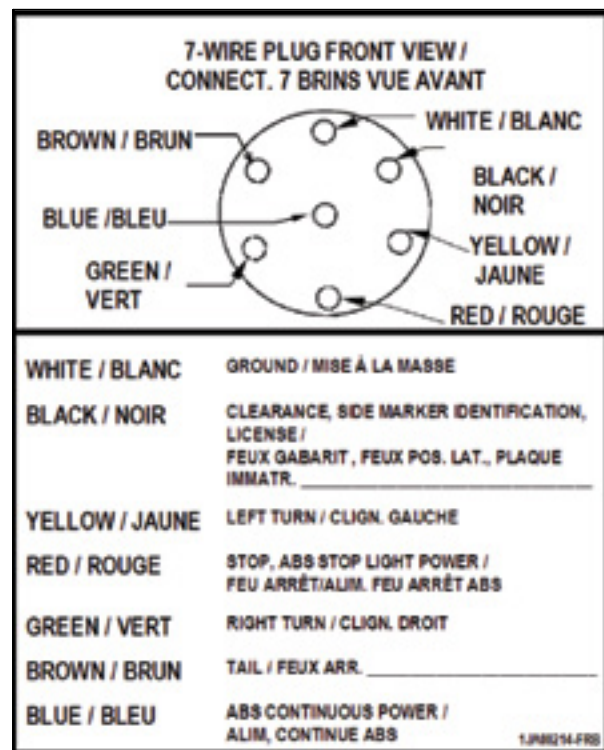 7-WIRE PLUG FRONT VIEW /
CONNECT. 7 BRINS VUE AVANT
WHITE / BLANC
BROWN / BRUN
BLACK /
NOIR
BLUE /BLEU
YELLOW /
JAUNE
GREEN /
VERT
RED / ROUGE
WHITE / BLANC GROUND / MISE À LA MASSE
BLACK / NOIR CLEARANCE, SIDE MARKER IDENTIFICATION,
LICENSE /
FEUX GABARIT, FEUX POS. LAT., PLAQUE
IMMATR.
YELLOW / JAUNE LEFT TURN / CLIGN. GAUCHE
RED / ROUGE STOP, ABS STOP LIGHT POWER /
FEU ARRÊT/ALIM. FEU ARRÊT ABS
GREEN / VERT RIGHT TURN / CLIGN. DROIT
BROWN / BRUN TAIL / FEUX ARR.
BLUE / BLEU ABS CONTINUOUS POWER /
ALIM, CONTINUE ABS